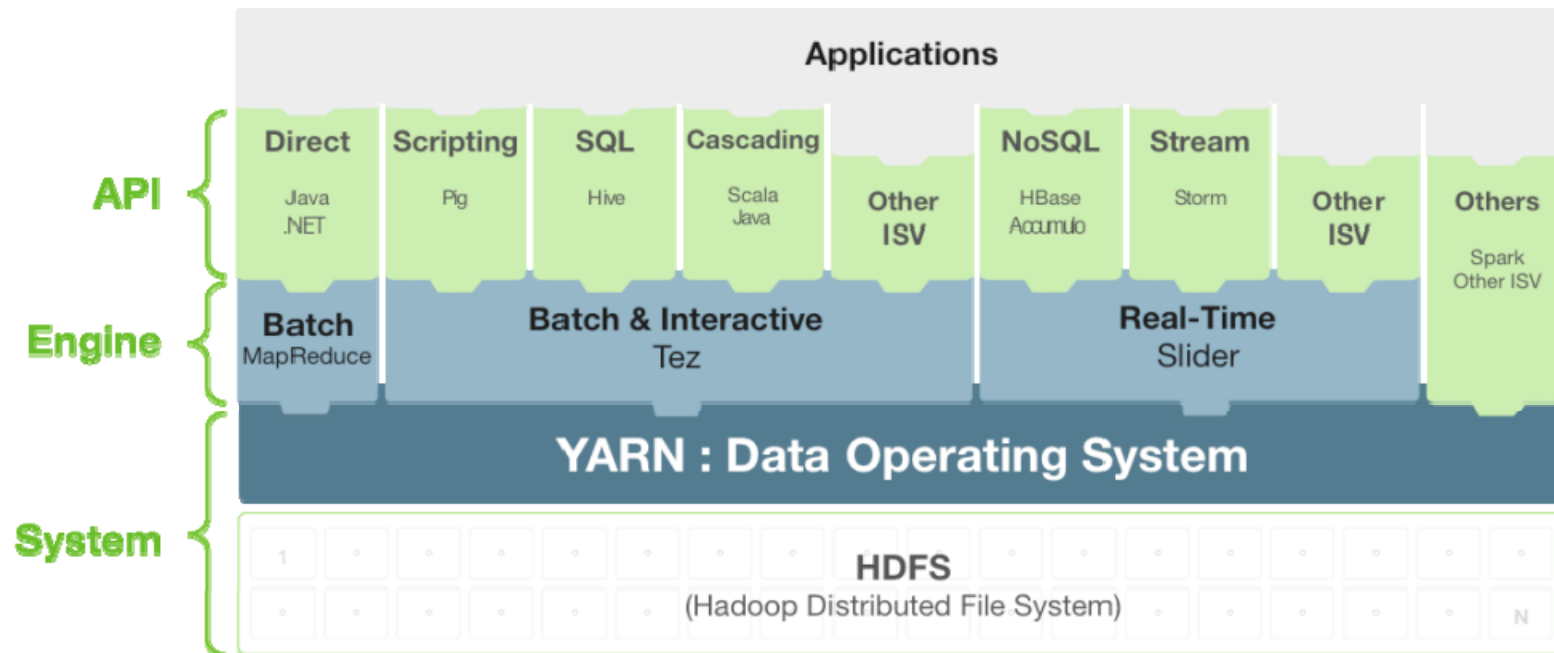 Applications
API
Direct
Java
.NET
Scripting
Pig
SQL
Hive
Cascading
Scala
Java
Other
ISV
NoSQL
HBase
Accumulo
Stream
Storm
Other
ISV
Others
Spark
Other ISV
Engine
Batch
MapReduce
Batch & Interactive
Tez
Real-Time
Slider
System
YARN : Data Operating System
1
HDFS
(Hadoop Distributed File System)
N